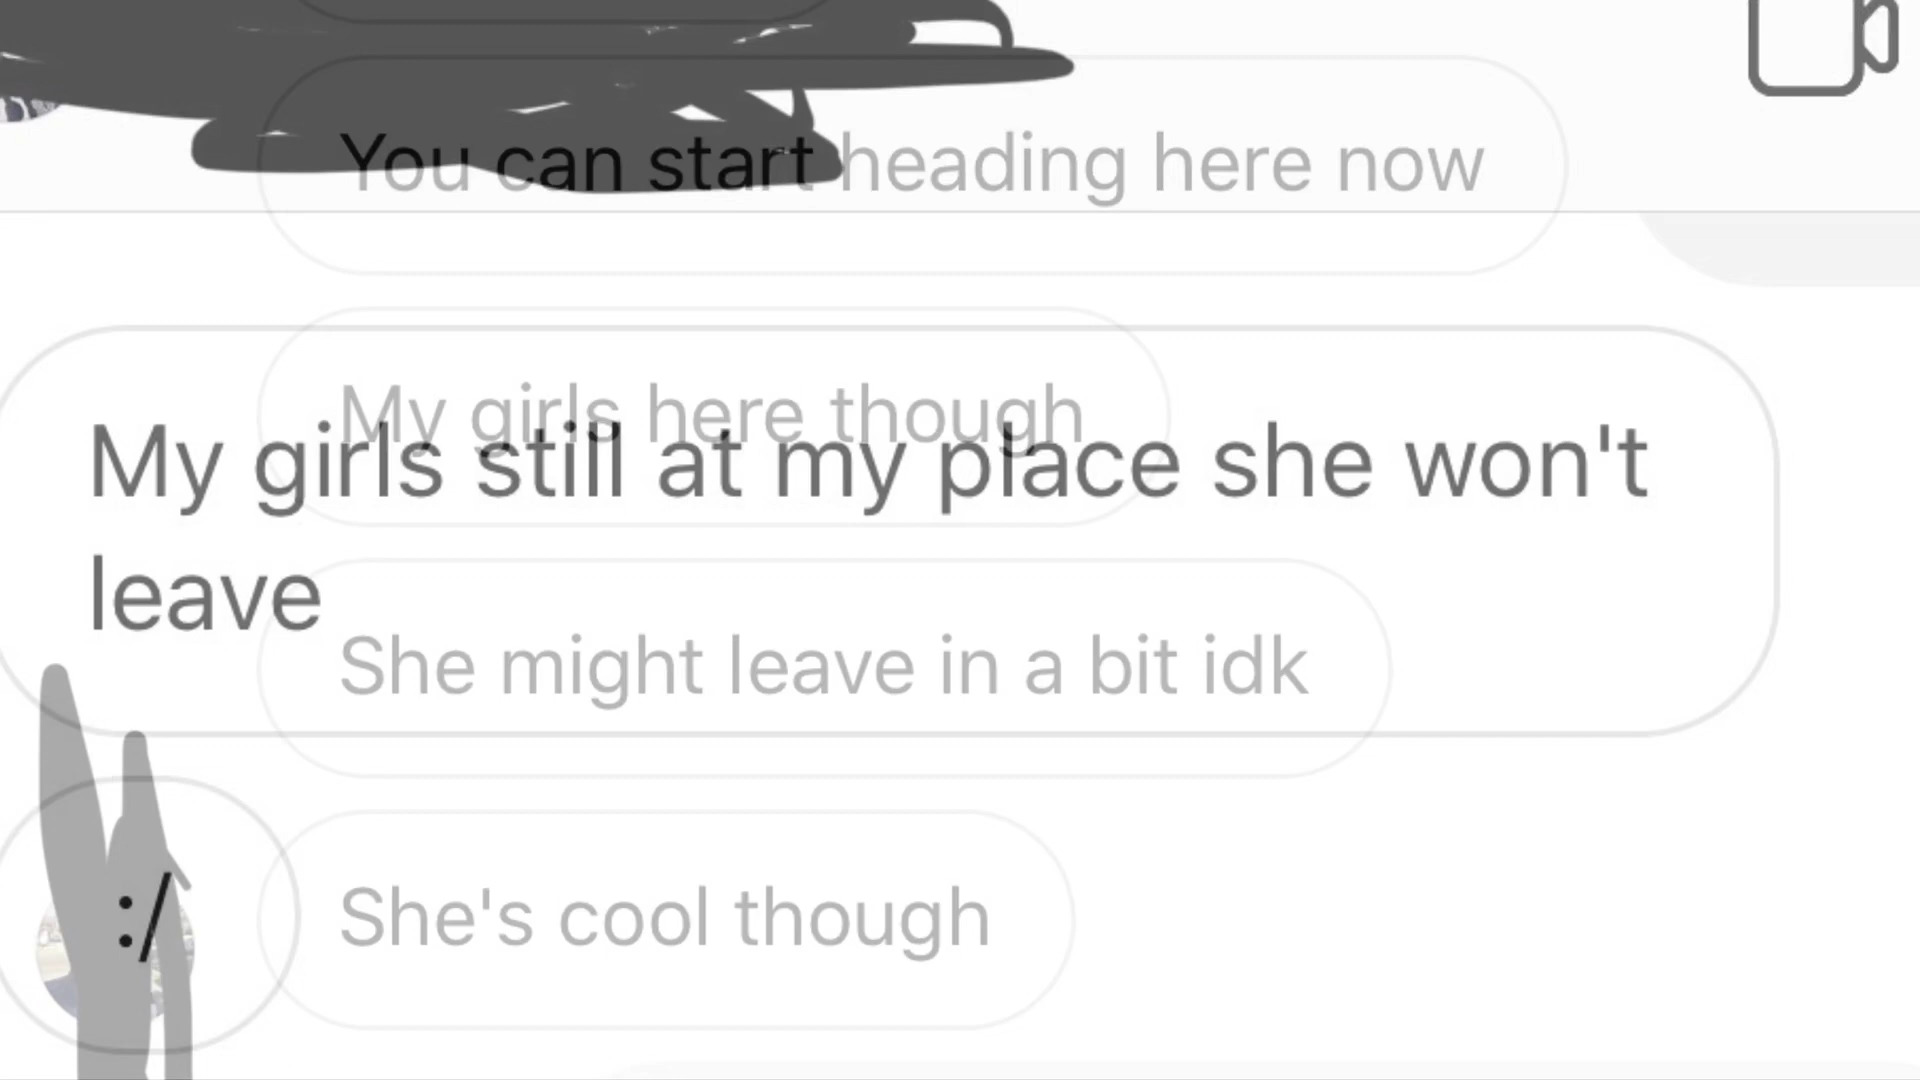 You can start heading here now
My girls here though
My girls still at my place she won't
leave
She might leave in a bit idk
:/
She's cool though